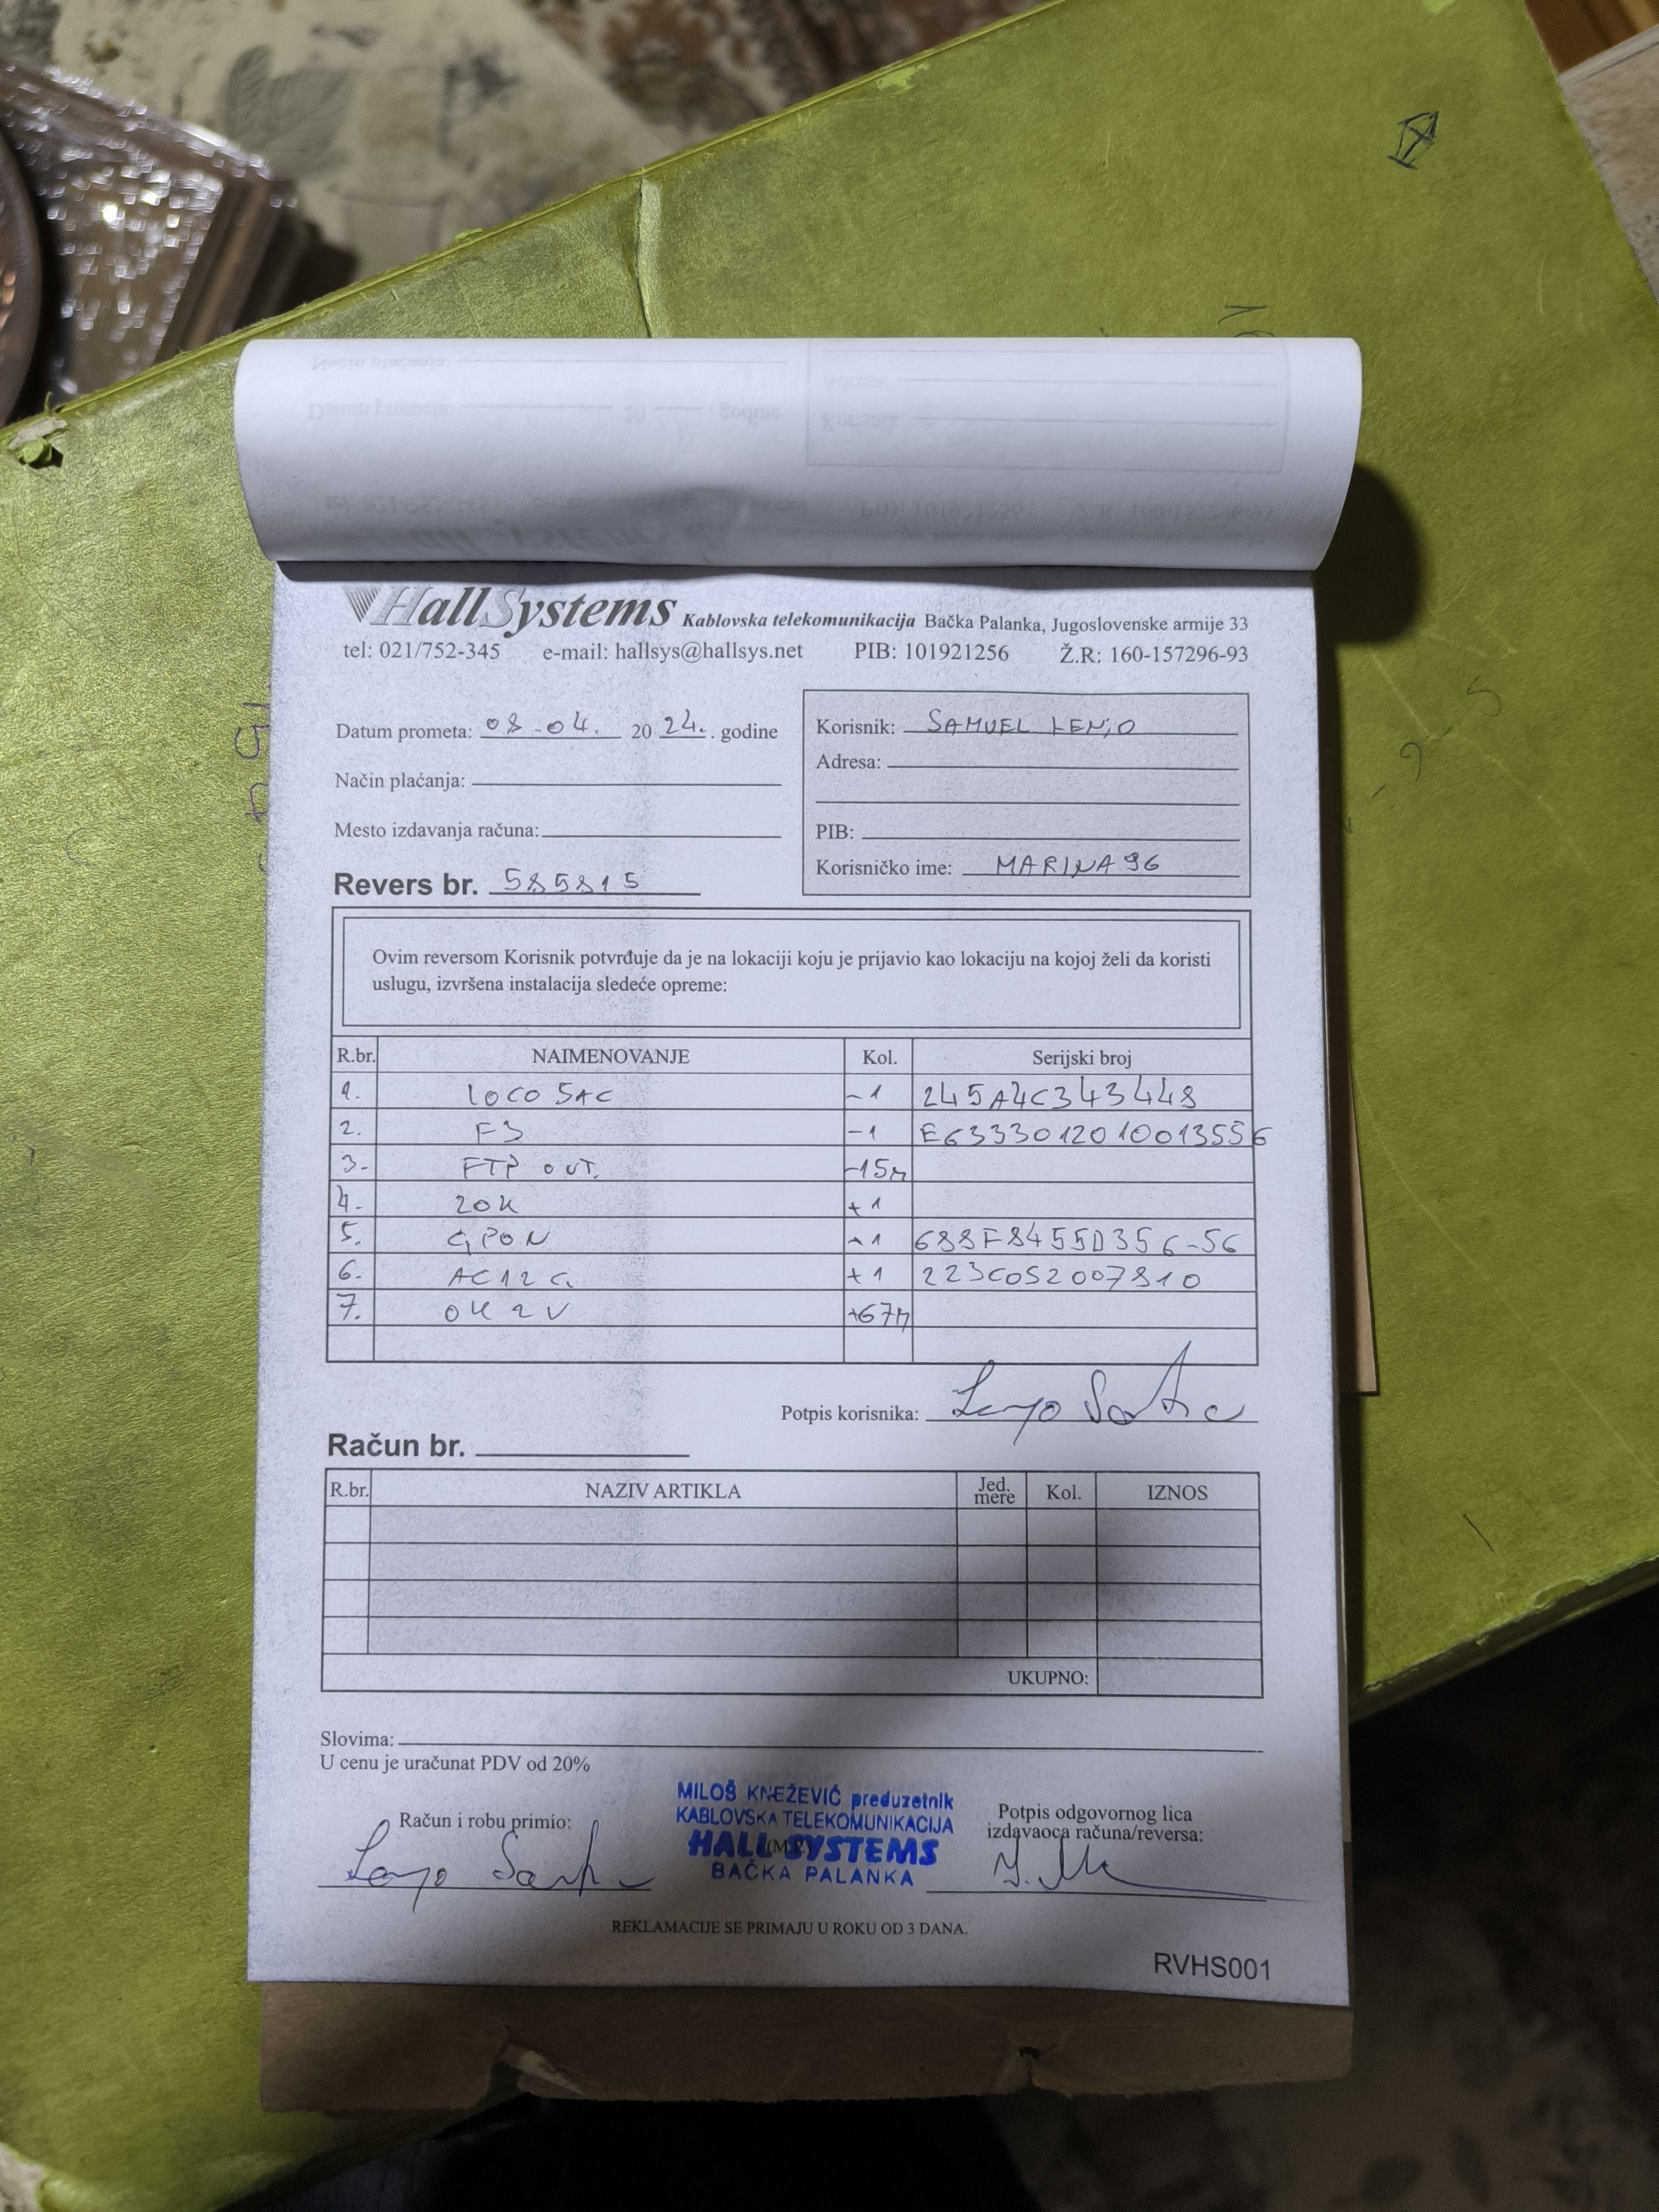 HallSystems Kablovska telekomunikacija Bačka Palanka, Jugoslovenske armije 33
tel: 021/752-345 e-mail: hallsys@hallsys.net PIB: 101921256 Ž.R: 160-157296-93
Datum prometa: 08.04. 2024. godine
Način plaćanja:
Mesto izdavanja računa:
Revers br. 585815
Korisnik: SAMUEL
Adresa:
PIB:
Korisničko ime: MARINA96
Ovim reversom Korisnik potvrđuje da je na lokaciji koju je prijavio kao lokaciju na kojoj želi da koristi
uslugu, izvršena instalacija sledeće opreme:
R.br. NAIMENOVANJE Kol. Serijski broj
1. LOCO 5AC -1 245A4C343448
2. F3 -1 E6333012010013556
3. FTP OUT. -15m
4. ZOK +1
5. GPON +1 688F8455D356-56
6. AC12G +1 223C052007810
7. OK2V +67m
Potpis korisnika:
Račun br.
R.br. NAZIV ARTIKLA Jed. mere Kol. IZNOS
UKUPNO:
Slovima:
U cenu je uračunat PDV od 20%
Račun i robu primio:
MILOŠ KNEŽEVIĆ preduzetnik
KABLOVSKA TELEKOMUNIKACIJA
HALL SYSTEMS
BAČKA PALANKA
Potpis odgovornog lica
izdavaoca računa/reversa:
REKLAMACIJE SE PRIMAJU U ROKU OD 3 DANA.
RVHS001